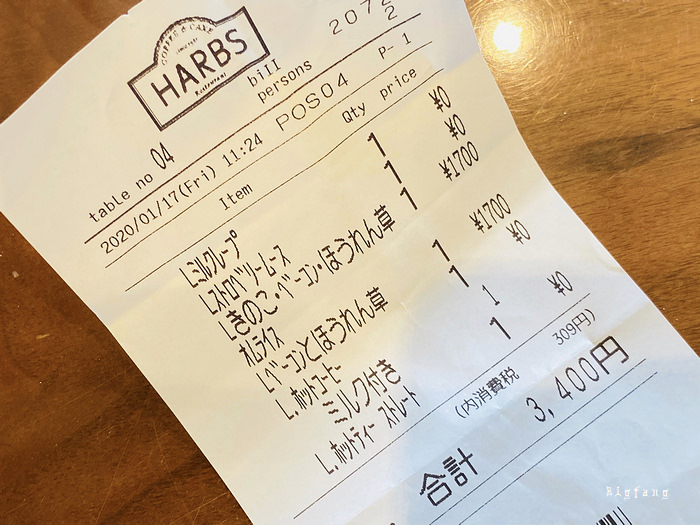 COFFEE & CAKE
since 1981
HARBS
Restaurant
bill 2072
persons 2
table no 04 POS04 P- 1
2020/01/17(Fri) 11:24
Item Qty price
Lミルクレープ 1 ¥0
Lストロベリームース 1 ¥0
Lきのこ・ベーコン・ほうれん草 1 ¥1700
オムライス
Lベーコンとほうれん草 1 ¥1700
L.ホットコーヒー 1 ¥0
ミルク付き 1
L.ホットティー ストレート 1 ¥0
(内消費税 309円)
合計 3,400円
Rigfang